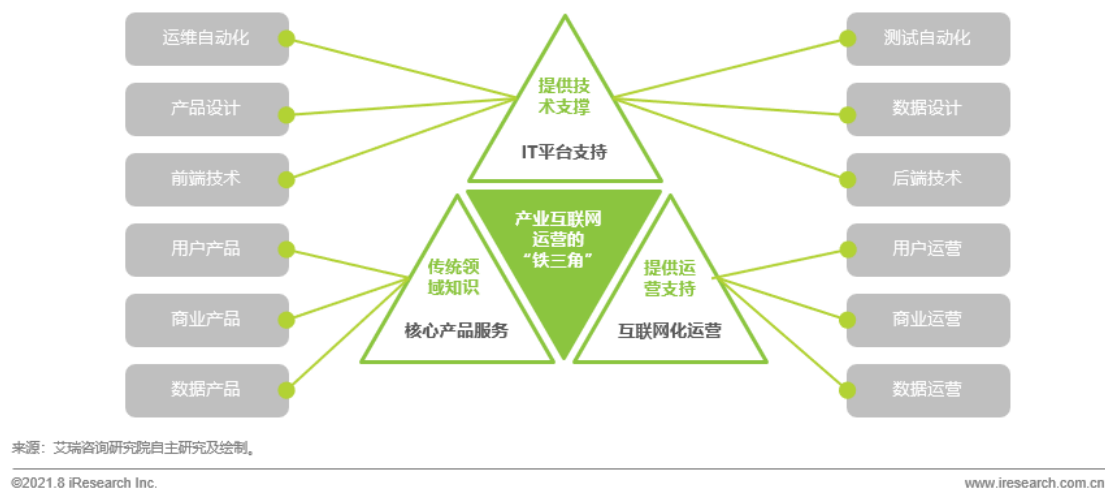 运维自动化
产品设计
前端技术
用户产品
商业产品
数据产品
提供技
术支撑
IT平台支持
产业互联网
运营的
“铁三角”
传统领
域知识
核心产品服务
提供运
营支持
互联网化运营
测试自动化
数据设计
后端技术
用户运营
商业运营
数据运营
来源：艾瑞咨询研究院自主研究及绘制。
©2021.8 iResearch Inc.
www.iresearch.com.cn